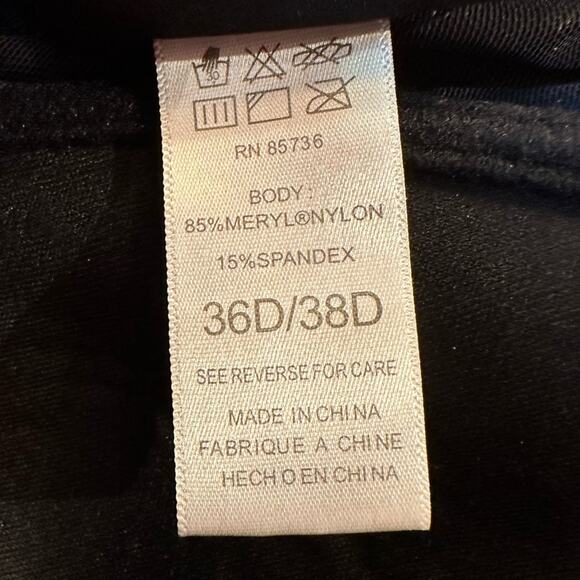 RN 85736
BODY:
85%MERYL®NYLON
15%SPANDEX
36D/38D
SEE REVERSE FOR CARE
MADE IN CHINA
FABRIQUE A CHINE
HECHO EN CHINA